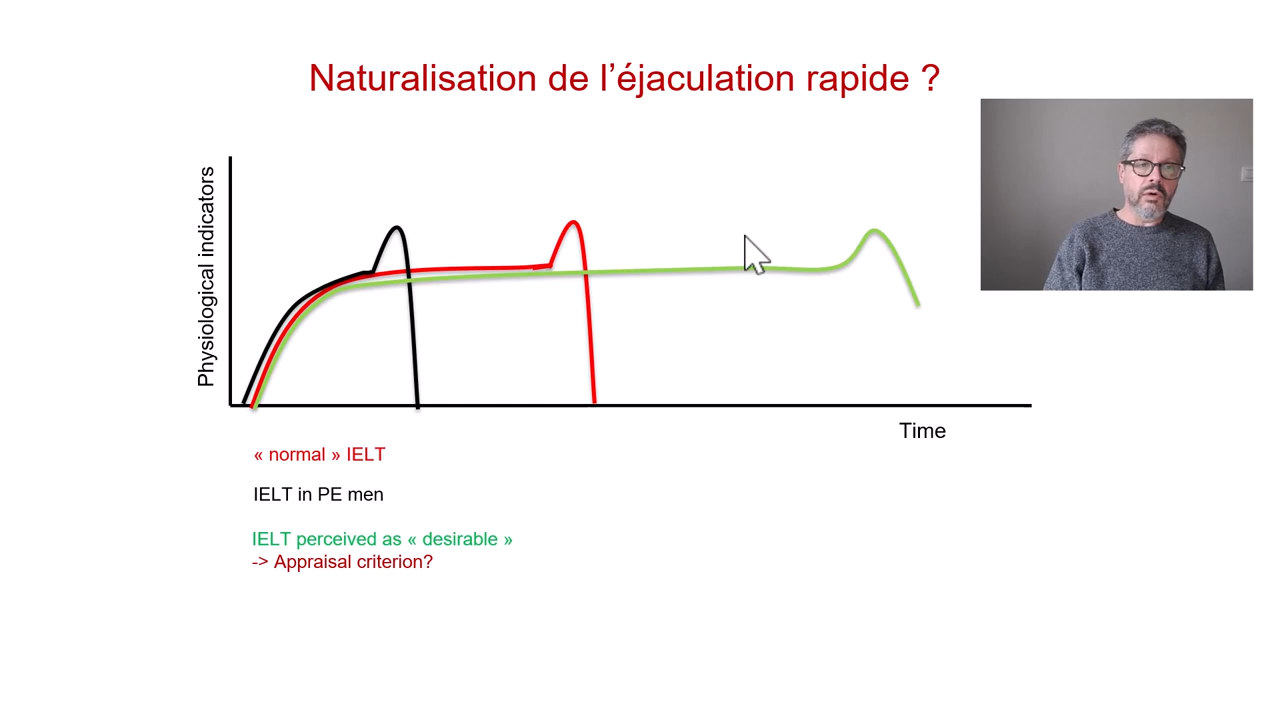 Naturalisation de l’éjaculation rapide ?
Physiological indicators
Time
« normal » IELT
IELT in PE men
IELT perceived as « desirable »
-> Appraisal criterion?